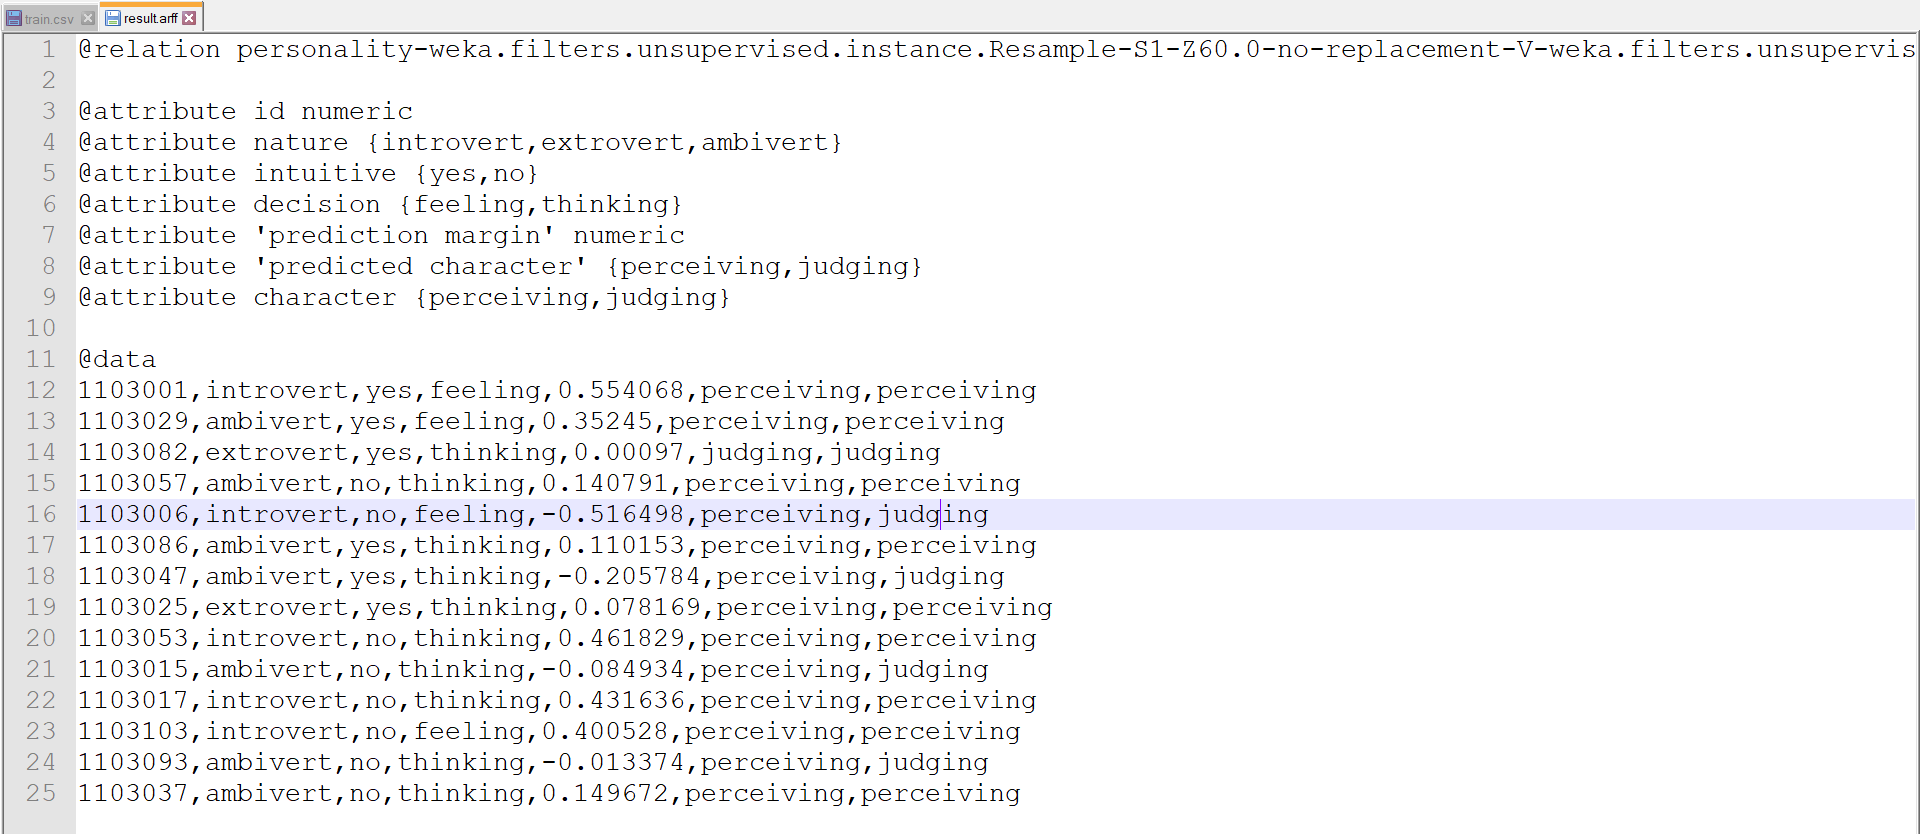 train.csv result.arff
1 @relation personality-weka.filters.unsupervised.instance.Resample-S1-Z60.0-no-replacement-V-weka.filters.unsupervis
2
3 @attribute id numeric
4 @attribute nature {introvert,extrovert,ambivert}
5 @attribute intuitive {yes,no}
6 @attribute decision {feeling,thinking}
7 @attribute 'prediction margin' numeric
8 @attribute 'predicted character' {perceiving,judging}
9 @attribute character {perceiving,judging}
10
11 @data
12 1103001,introvert,yes,feeling,0.554068,perceiving,perceiving
13 1103029,ambivert,yes,feeling,0.35245,perceiving,perceiving
14 1103082,extrovert,yes,thinking,0.00097,judging,judging
15 1103057,ambivert,no,thinking,0.140791,perceiving,perceiving
16 1103006,introvert,no,feeling,-0.516498,perceiving,judging
17 1103086,ambivert,yes,thinking,0.110153,perceiving,perceiving
18 1103047,ambivert,yes,thinking,-0.205784,perceiving,judging
19 1103025,extrovert,yes,thinking,0.078169,perceiving,perceiving
20 1103053,introvert,no,thinking,0.461829,perceiving,perceiving
21 1103015,ambivert,no,thinking,-0.084934,perceiving,judging
22 1103017,introvert,no,thinking,0.431636,perceiving,perceiving
23 1103103,introvert,no,feeling,0.400528,perceiving,perceiving
24 1103093,ambivert,no,thinking,-0.013374,perceiving,judging
25 1103037,ambivert,no,thinking,0.149672,perceiving,perceiving